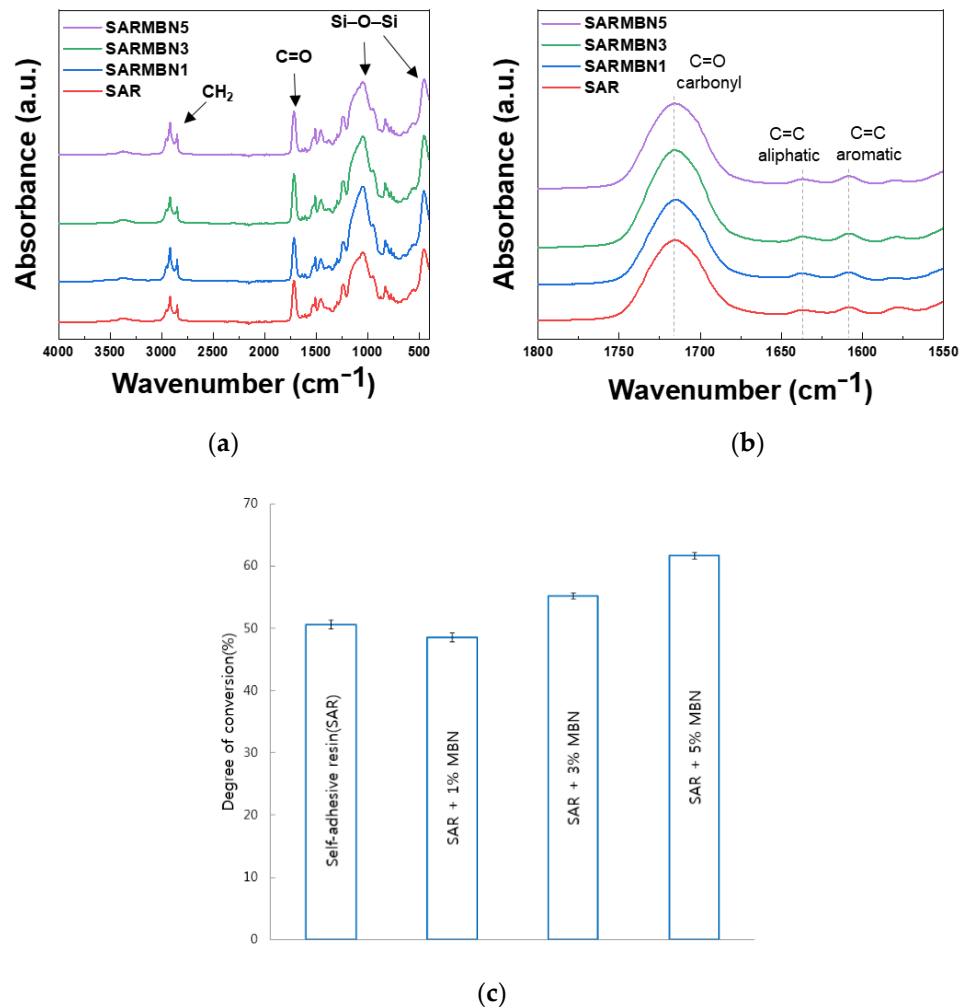 SARMBN5
SARMBN3
SARMBN1
SAR
Si–O–Si
C=O
CH₂
Absorbance (a.u.)
4000 3500 3000 2500 2000 1500 1000 500
Wavenumber (cm⁻¹)
(a)
SARMBN5
SARMBN3
SARMBN1
SAR
C=O
carbonyl
C=C
aliphatic
C=C
aromatic
Absorbance (a.u.)
1800 1750 1700 1650 1600 1550
Wavenumber (cm⁻¹)
(b)
Degree of conversion(%)
70
60
50
40
30
20
10
0
Self-adhesive resin(SAR)
SAR + 1% MBN
SAR + 3% MBN
SAR + 5% MBN
(c)